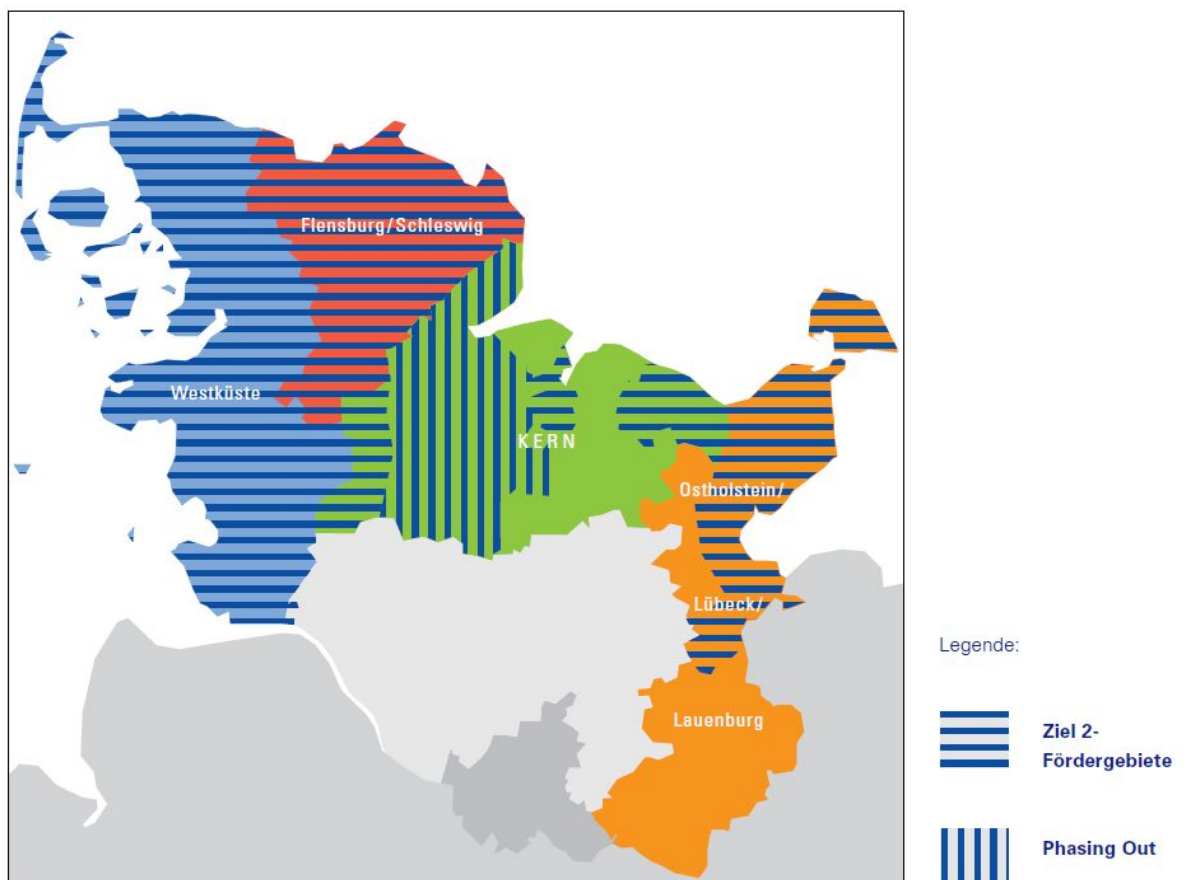 Flensburg/Schleswig
Westküste
KERN
Ostholstein/
Lübeck/
Lauenburg
Legende:
Ziel 2-
Fördergebiete
Phasing Out